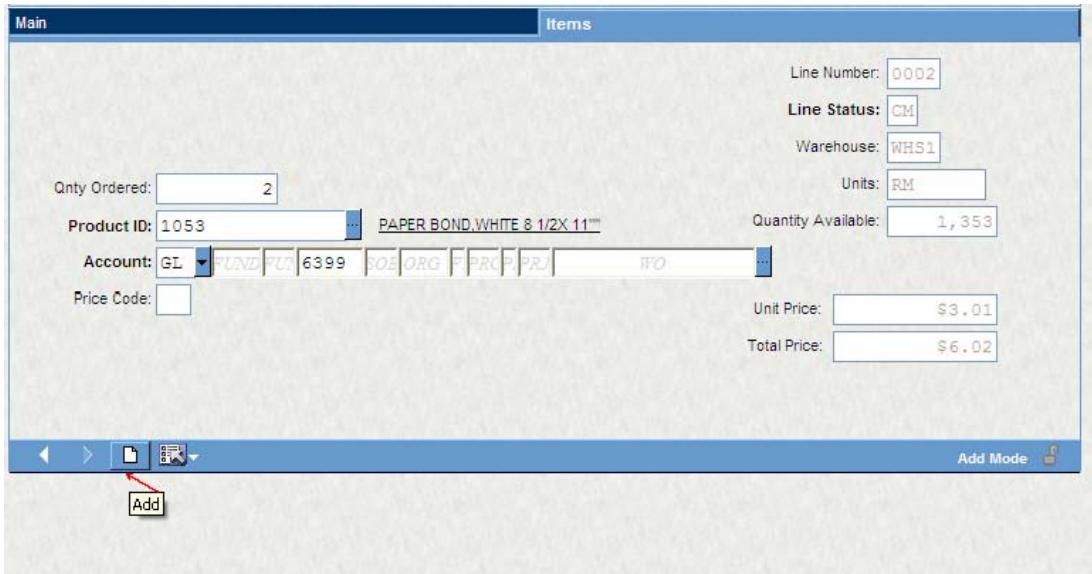 Main Items
Line Number: 0002
Line Status: CM
Warehouse: WHS1
Qnty Ordered: 2 Units: RM
Product ID: 1053 ... PAPER BOND,WHITE 8 1/2X 11"" Quantity Available: 1,353
Account: GL FUND FUN 6399 SOE ORG F PRC P. PRJ WO ...
Price Code: Unit Price: $3.01
Total Price: $6.02
Add Mode
Add